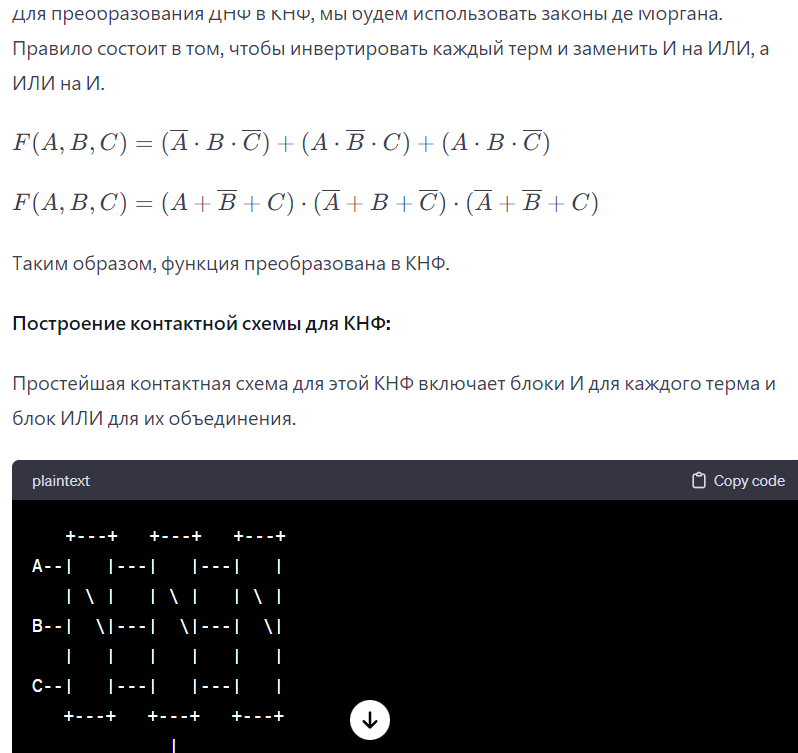 Для преобразования ДНФ в КНФ, мы будем использовать законы де Моргана.
Правило состоит в том, чтобы инвертировать каждый терм и заменить И на ИЛИ, а
ИЛИ на И.
F(A, B, C) = (A̅ · B · C̅) + (A · B̅ · C) + (A · B · C̅)
F(A, B, C) = (A + B̅ + C) · (A̅ + B + C̅) · (A̅ + B̅ + C)
Таким образом, функция преобразована в КНФ.
Построение контактной схемы для КНФ:
Простейшая контактная схема для этой КНФ включает блоки И для каждого терма и
блок ИЛИ для их объединения.
plaintext Copy code
   +---+   +---+   +---+
A--|   |---|   |---|   |
   | \ |   | \ |   | \ |
B--|  \|---|  \|---|  \|
   |   |   |   |   |   |
C--|   |---|   |---|   |
   +---+   +---+   +---+
             |